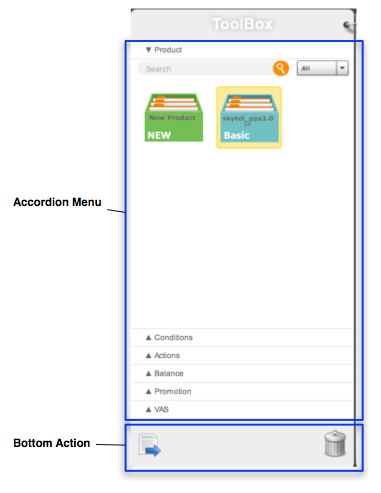 ToolBox
▼ Product
Search
All
New Product
NEW
skytel_pps1.0
Basic
Accordion Menu
▲ Conditions
▲ Actions
▲ Balance
▲ Promotion
▲ VAS
Bottom Action